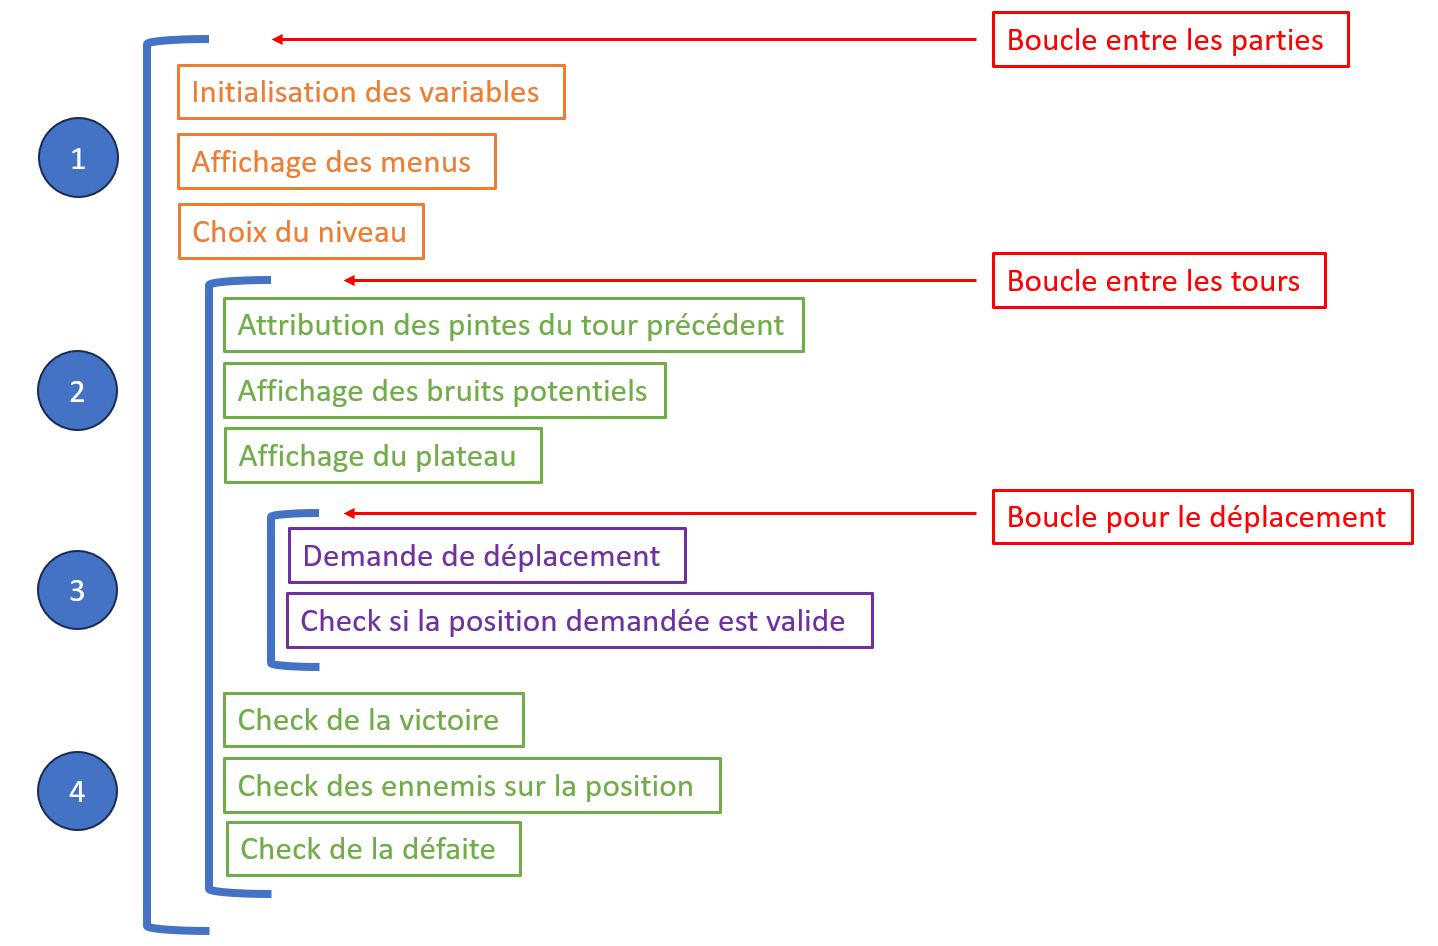 Boucle entre les parties
Initialisation des variables
1
Affichage des menus
Choix du niveau
Boucle entre les tours
Attribution des pintes du tour précédent
2
Affichage des bruits potentiels
Affichage du plateau
Boucle pour le déplacement
Demande de déplacement
3
Check si la position demandée est valide
Check de la victoire
4
Check des ennemis sur la position
Check de la défaite